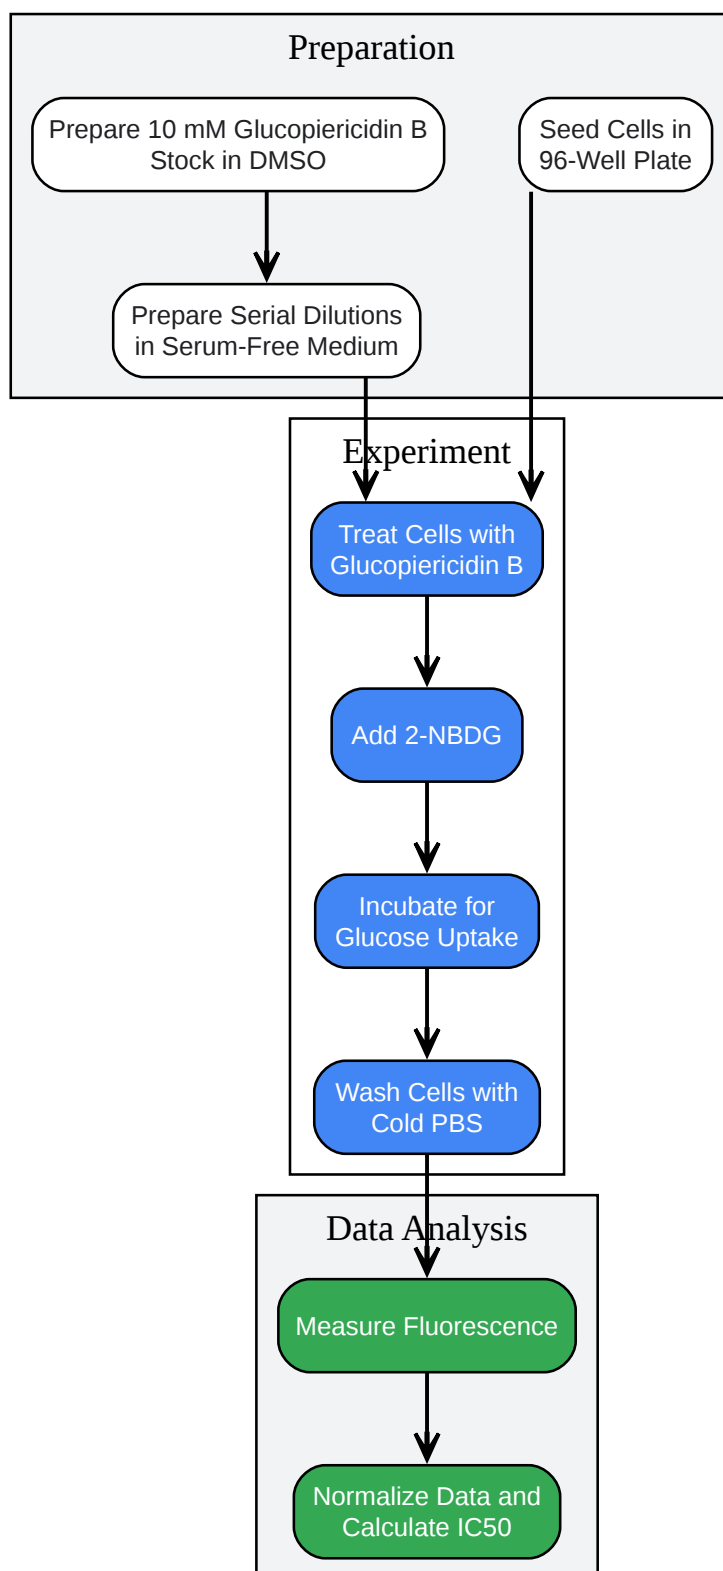 Preparation
Prepare 10 mM Glucopiericidin B
Stock in DMSO
Seed Cells in
96-Well Plate
Prepare Serial Dilutions
in Serum-Free Medium
Experiment
Treat Cells with
Glucopiericidin B
Add 2-NBDG
Incubate for
Glucose Uptake
Wash Cells with
Cold PBS
Data Analysis
Measure Fluorescence
Normalize Data and
Calculate IC50